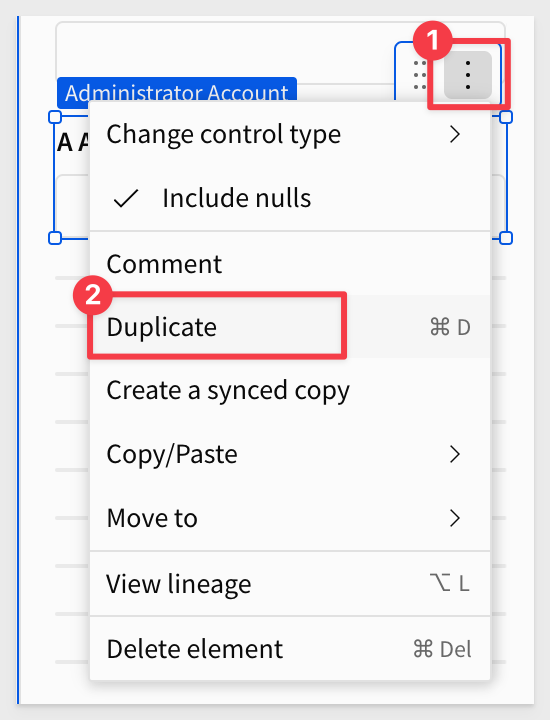 1
Administrator Account
A A
Change control type
Include nulls
Comment
2
Duplicate ⌘ D
Create a synced copy
Copy/Paste
Move to
View lineage ⌥ L
Delete element ⌘ Del